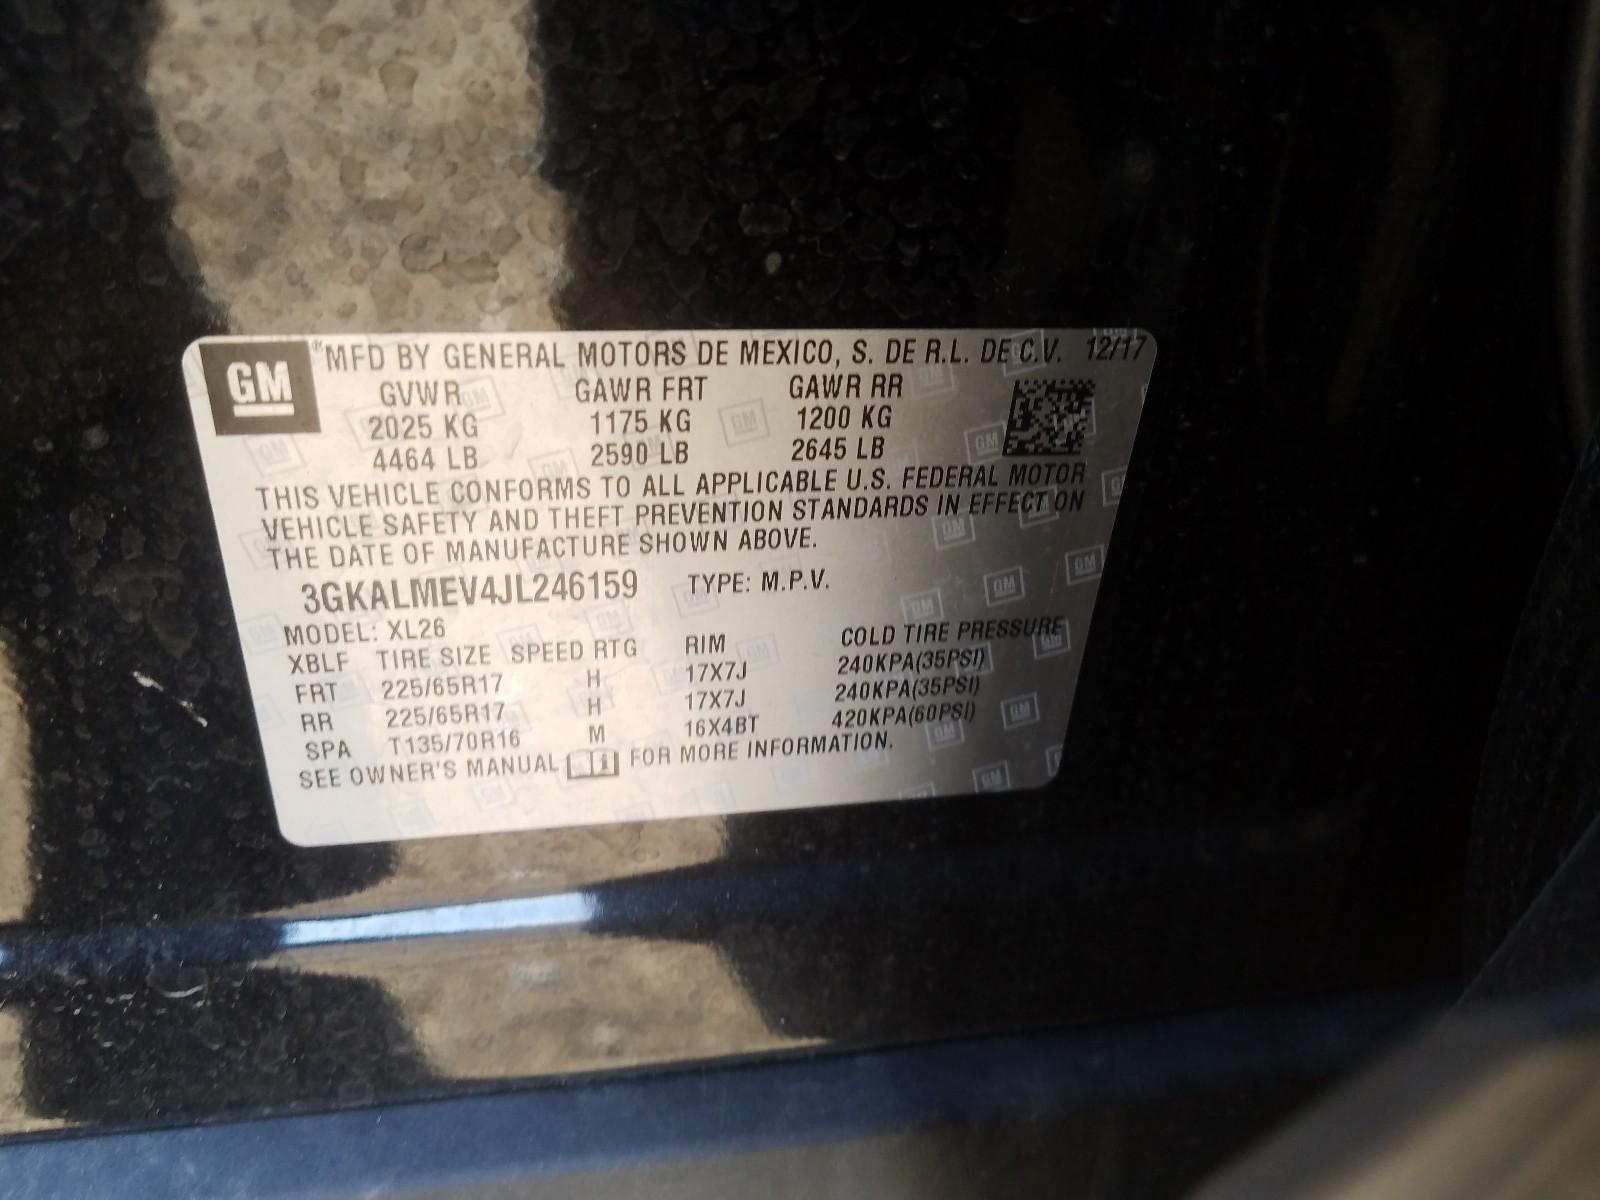 GM ®MFD BY GENERAL MOTORS DE MEXICO, S. DE R.L. DE C.V. 12/17
GVWR GAWR FRT GAWR RR
2025 KG 1175 KG 1200 KG
4464 LB 2590 LB 2645 LB
THIS VEHICLE CONFORMS TO ALL APPLICABLE U.S. FEDERAL MOTOR
VEHICLE SAFETY AND THEFT PREVENTION STANDARDS IN EFFECT ON
THE DATE OF MANUFACTURE SHOWN ABOVE.
3GKALMEV4JL246159 TYPE: M.P.V.
MODEL: XL26
XBLF TIRE SIZE SPEED RTG RIM COLD TIRE PRESSURE
FRT 225/65R17 H 17X7J 240KPA(35PSI)
RR 225/65R17 H 17X7J 240KPA(35PSI)
SPA T135/70R16 M 16X4BT 420KPA(60PSI)
SEE OWNER'S MANUAL FOR MORE INFORMATION.